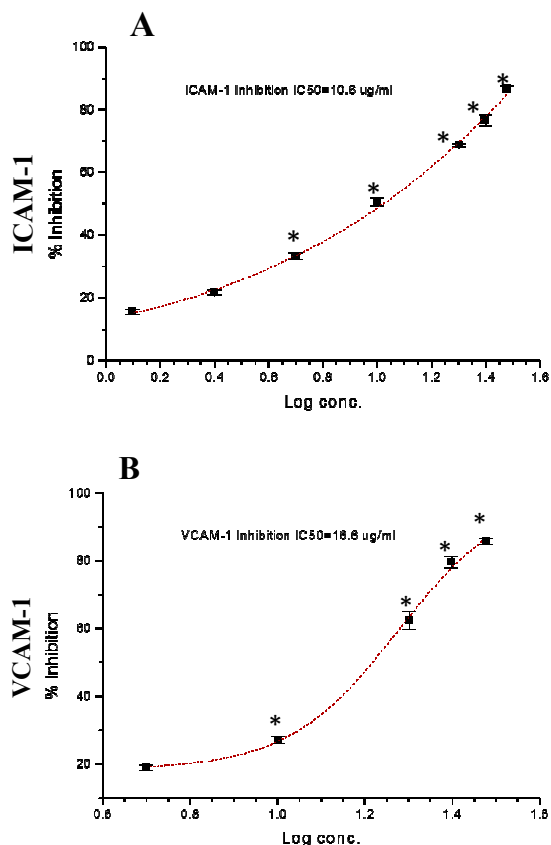 A
ICAM-1
% Inhibition
ICAM-1 Inhibition IC50=10.6 ug/ml
100
80
60
40
20
0
* * * * *
0.0 0.2 0.4 0.6 0.8 1.0 1.2 1.4 1.6
Log conc.
B
VCAM-1
% Inhibition
VCAM-1 Inhibition IC50=16.6 ug/ml
100
80
60
40
20
* * * *
0.6 0.8 1.0 1.2 1.4 1.6
Log conc.